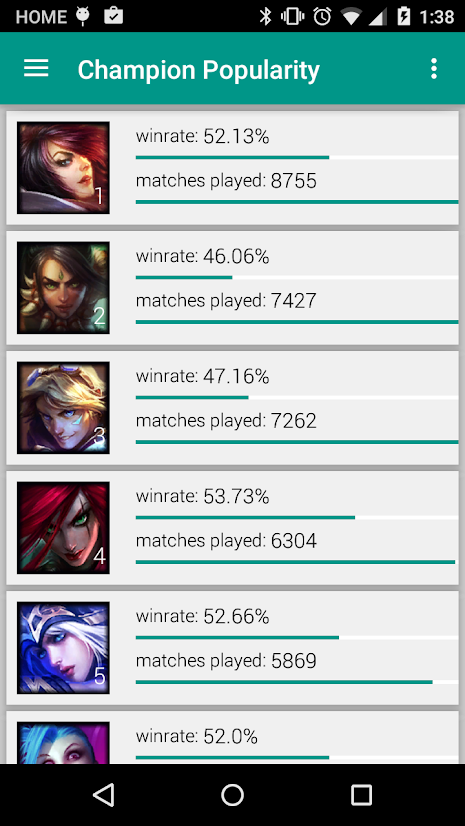 HOME 1:38
Champion Popularity
winrate: 52.13%
matches played: 8755
1
winrate: 46.06%
matches played: 7427
2
winrate: 47.16%
matches played: 7262
3
winrate: 53.73%
matches played: 6304
4
winrate: 52.66%
matches played: 5869
5
winrate: 52.0%